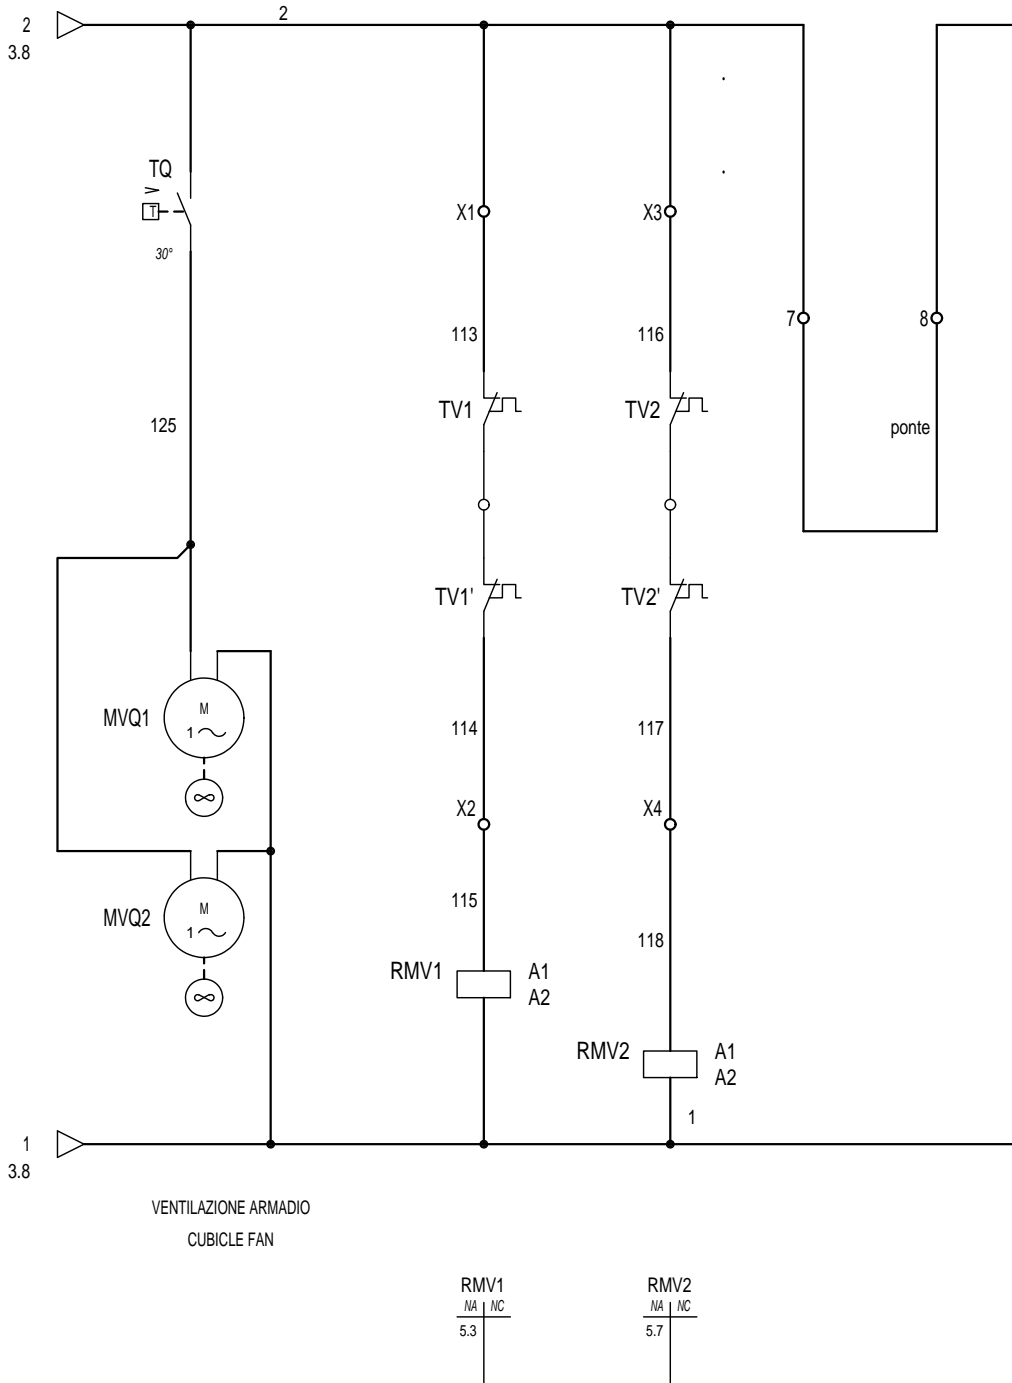 2
2
3.8
TQ
T
30°
X1
X3
113
116
7
8
TV1
TV2
125
ponte
TV1'
TV2'
MVQ1
M
1
114
117
X2
X4
MVQ2
M
1
115
118
RMV1
A1
A2
RMV2
A1
A2
1
1
3.8
VENTILAZIONE ARMADIO
CUBICLE FAN
RMV1
NA NC
5.3
RMV2
NA NC
5.7